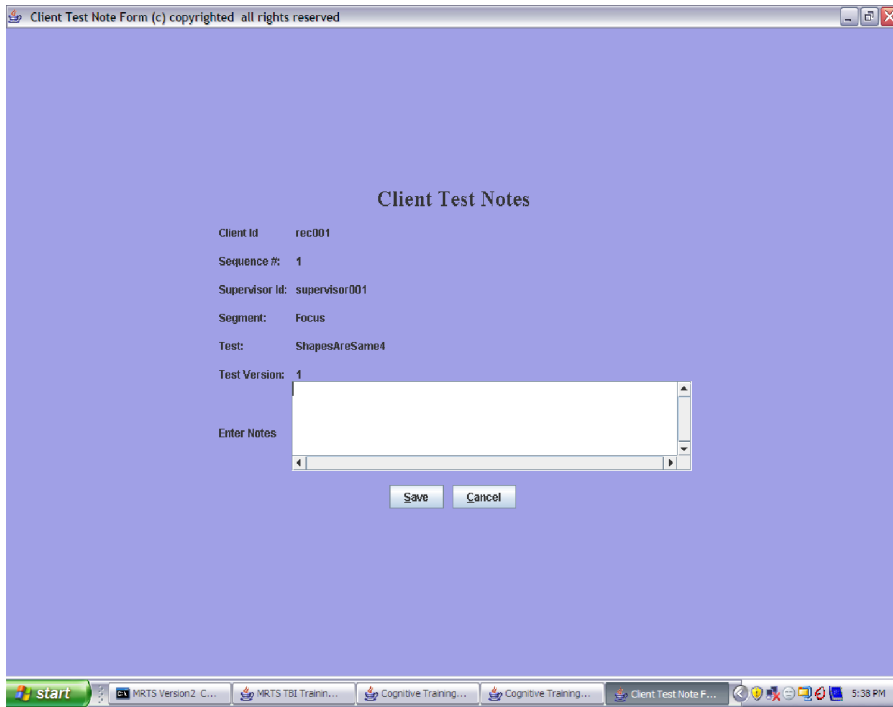 Client Test Note Form (c) copyrighted all rights reserved
Client Test Notes
Client Id rec001
Sequence #: 1
Supervisor Id: supervisor001
Segment: Focus
Test: ShapesAreSame4
Test Version: 1
Enter Notes
Save Cancel
start MRTS Version2 C... MRTS TBI Trainin... Cognitive Training... Cognitive Training... Client Test Note F... 5:38 PM